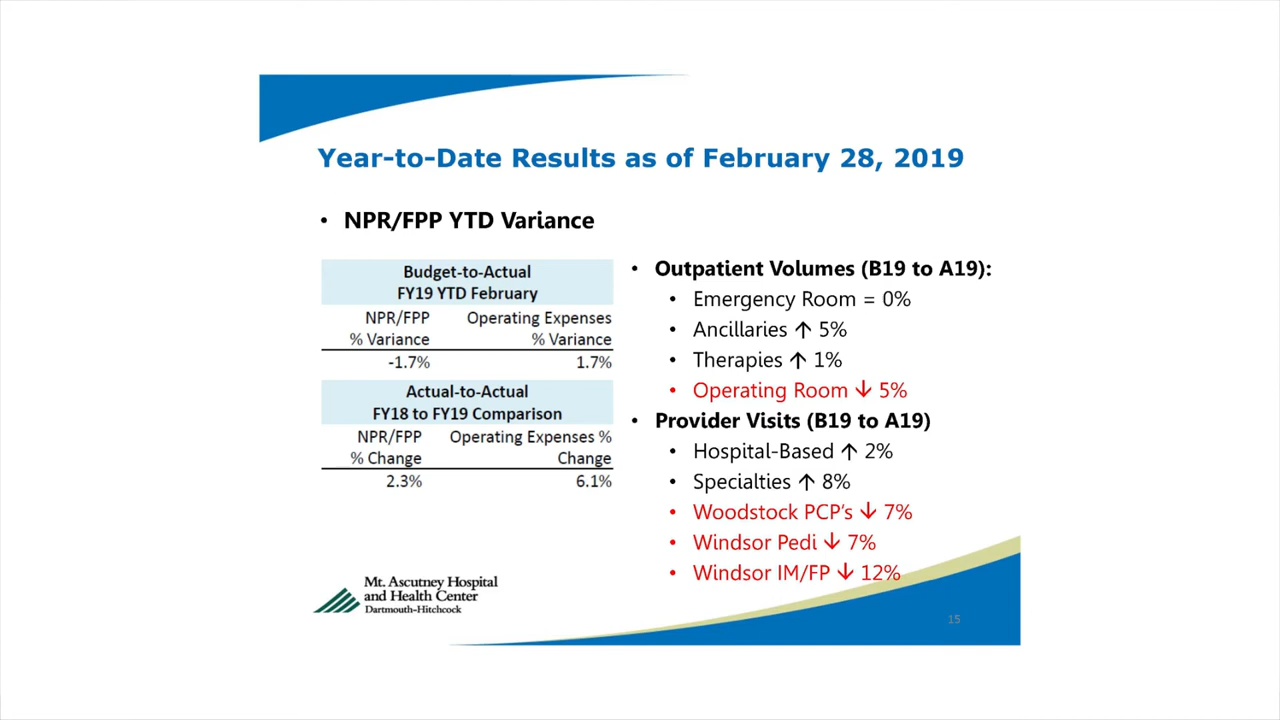 Year-to-Date Results as of February 28, 2019
• NPR/FPP YTD Variance
Budget-to-Actual
FY19 YTD February
NPR/FPP Operating Expenses
% Variance % Variance
-1.7% 1.7%
Actual-to-Actual
FY18 to FY19 Comparison
NPR/FPP Operating Expenses %
% Change Change
2.3% 6.1%
• Outpatient Volumes (B19 to A19):
• Emergency Room = 0%
• Ancillaries ↑ 5%
• Therapies ↑ 1%
• Operating Room ↓ 5%
• Provider Visits (B19 to A19)
• Hospital-Based ↑ 2%
• Specialties ↑ 8%
• Woodstock PCP's ↓ 7%
• Windsor Pedi ↓ 7%
• Windsor IM/FP ↓ 12%
Mt. Ascutney Hospital
and Health Center
Dartmouth-Hitchcock
15